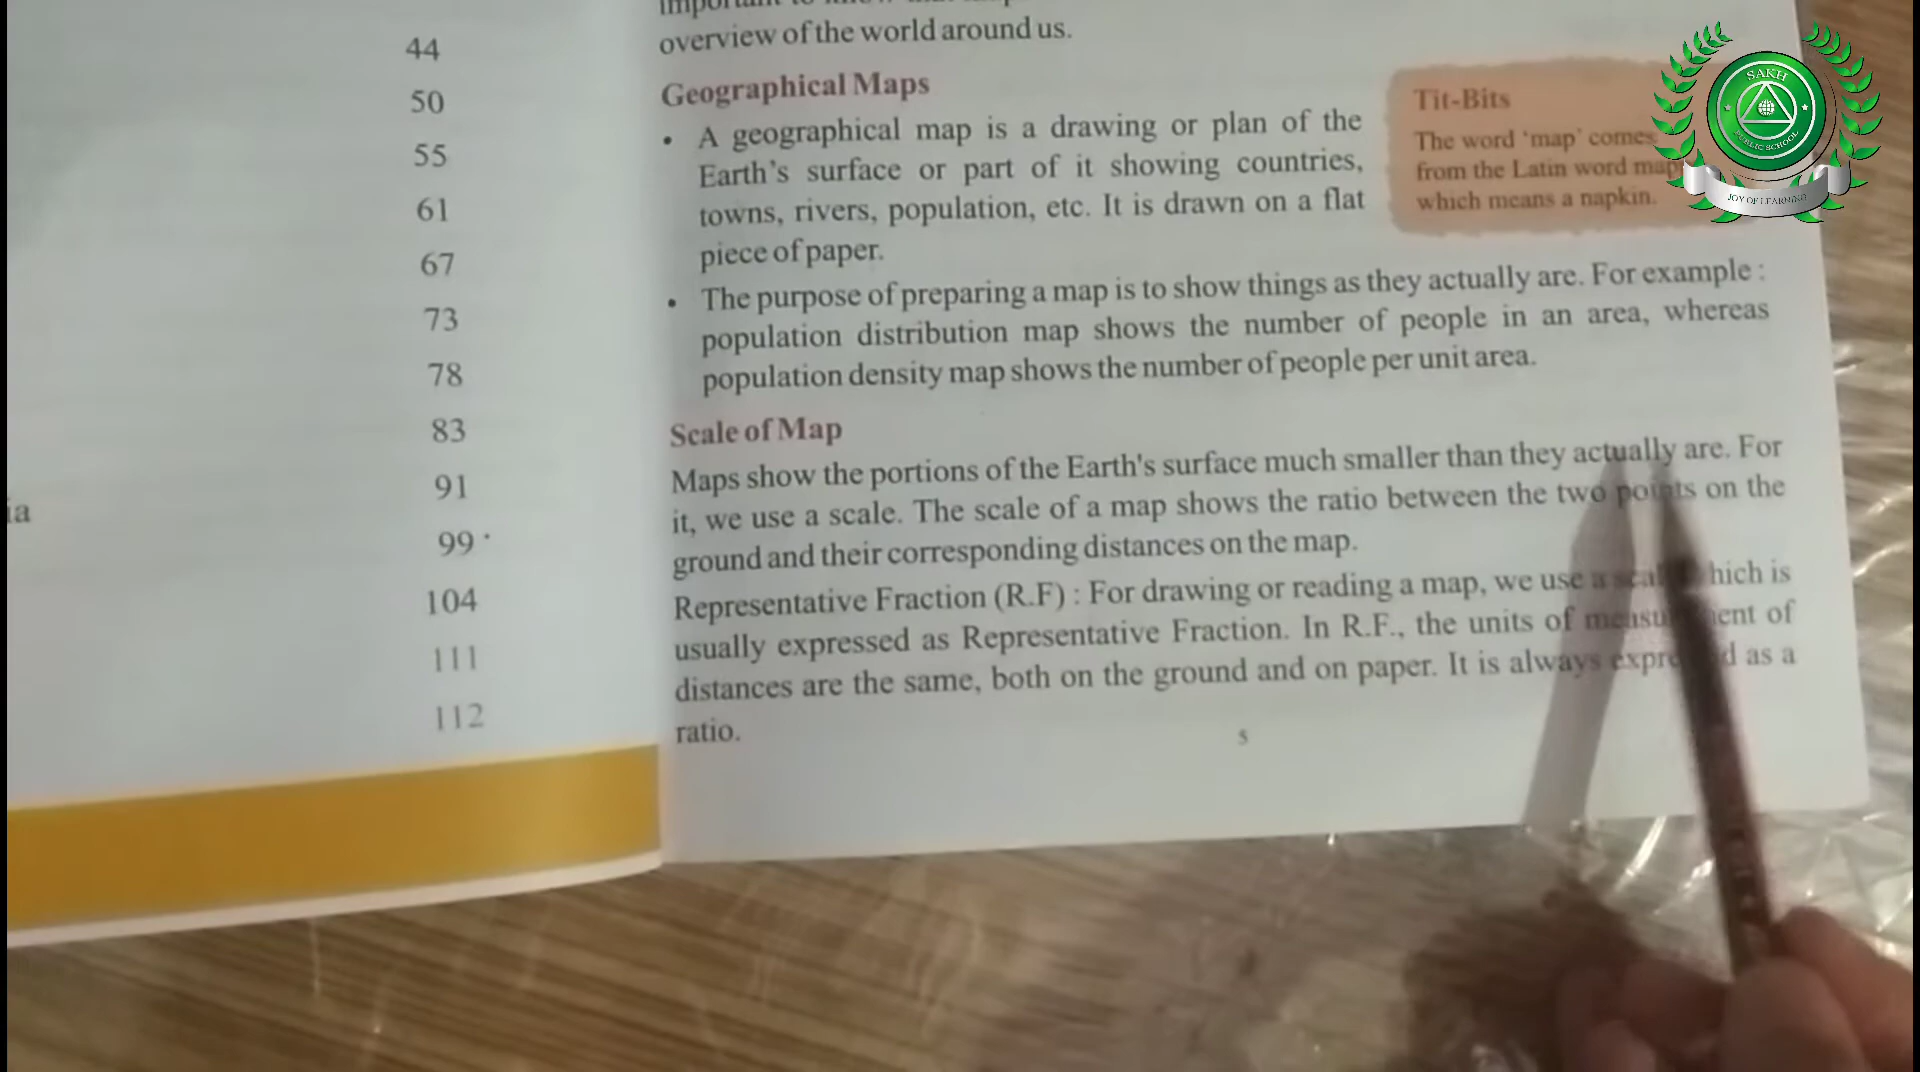 44
50
55
61
67
73
78
83
91
99
104
111
112
ia
overview of the world around us.
Geographical Maps
• A geographical map is a drawing or plan of the
Earth's surface or part of it showing countries,
towns, rivers, population, etc. It is drawn on a flat
piece of paper.
Tit-Bits
The word 'map' comes
from the Latin word
which means a napkin.
• The purpose of preparing a map is to show things as they actually are. For example :
population distribution map shows the number of people in an area, whereas
population density map shows the number of people per unit area.
Scale of Map
Maps show the portions of the Earth's surface much smaller than they actually are. For
it, we use a scale. The scale of a map shows the ratio between the two points on the
ground and their corresponding distances on the map.
Representative Fraction (R.F) : For drawing or reading a map, we use a scale which is
usually expressed as Representative Fraction. In R.F., the units of measurement of
distances are the same, both on the ground and on paper. It is always expressed as a
ratio.
5
SAKH
PUBLIC SCHOOL
JOY OF LEARNING